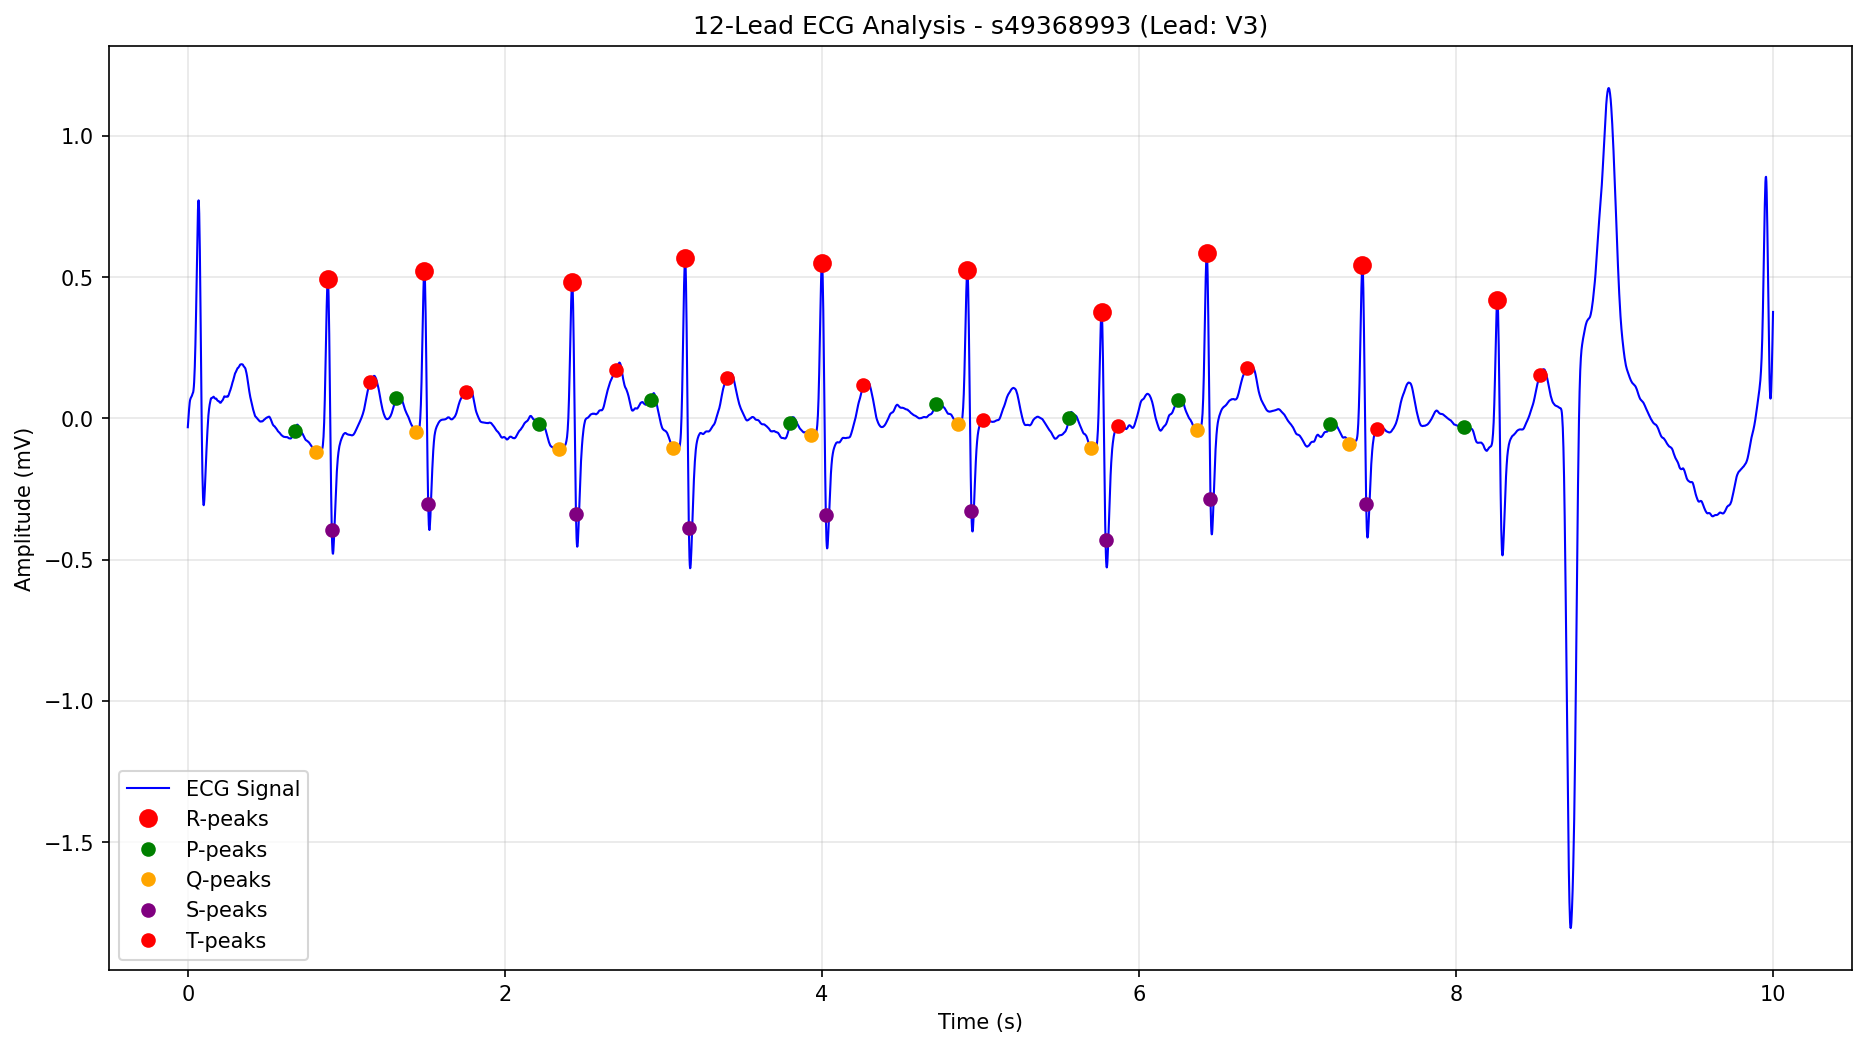 12-Lead ECG Analysis - s49368993 (Lead: V3)
Amplitude (mV)
1.0
0.5
0.0
−0.5
−1.0
−1.5
ECG Signal
R-peaks
P-peaks
Q-peaks
S-peaks
T-peaks
0 2 4 6 8 10
Time (s)